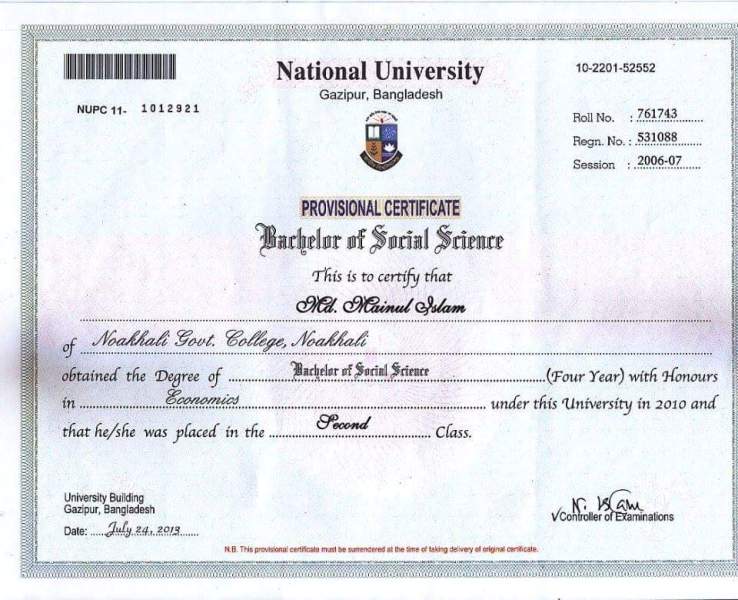 National University
10-2201-52552
Gazipur, Bangladesh
NUPC 11- 1012921
Roll No. : 761743
Regn. No. : 531088
Session : 2006-07
PROVISIONAL CERTIFICATE
Bachelor of Social Science
This is to certify that
Md. Mainul Islam
of Noakhali Govt. College, Noakhali
obtained the Degree of Bachelor of Social Science (Four Year) with Honours
in Economics under this University in 2010 and
that he/she was placed in the Second Class.
University Building
Gazipur, Bangladesh
Date: July 24, 2013
N. Islam
Controller of Examinations
N.B. This provisional certificate must be surrendered at the time of taking delivery of original certificate.